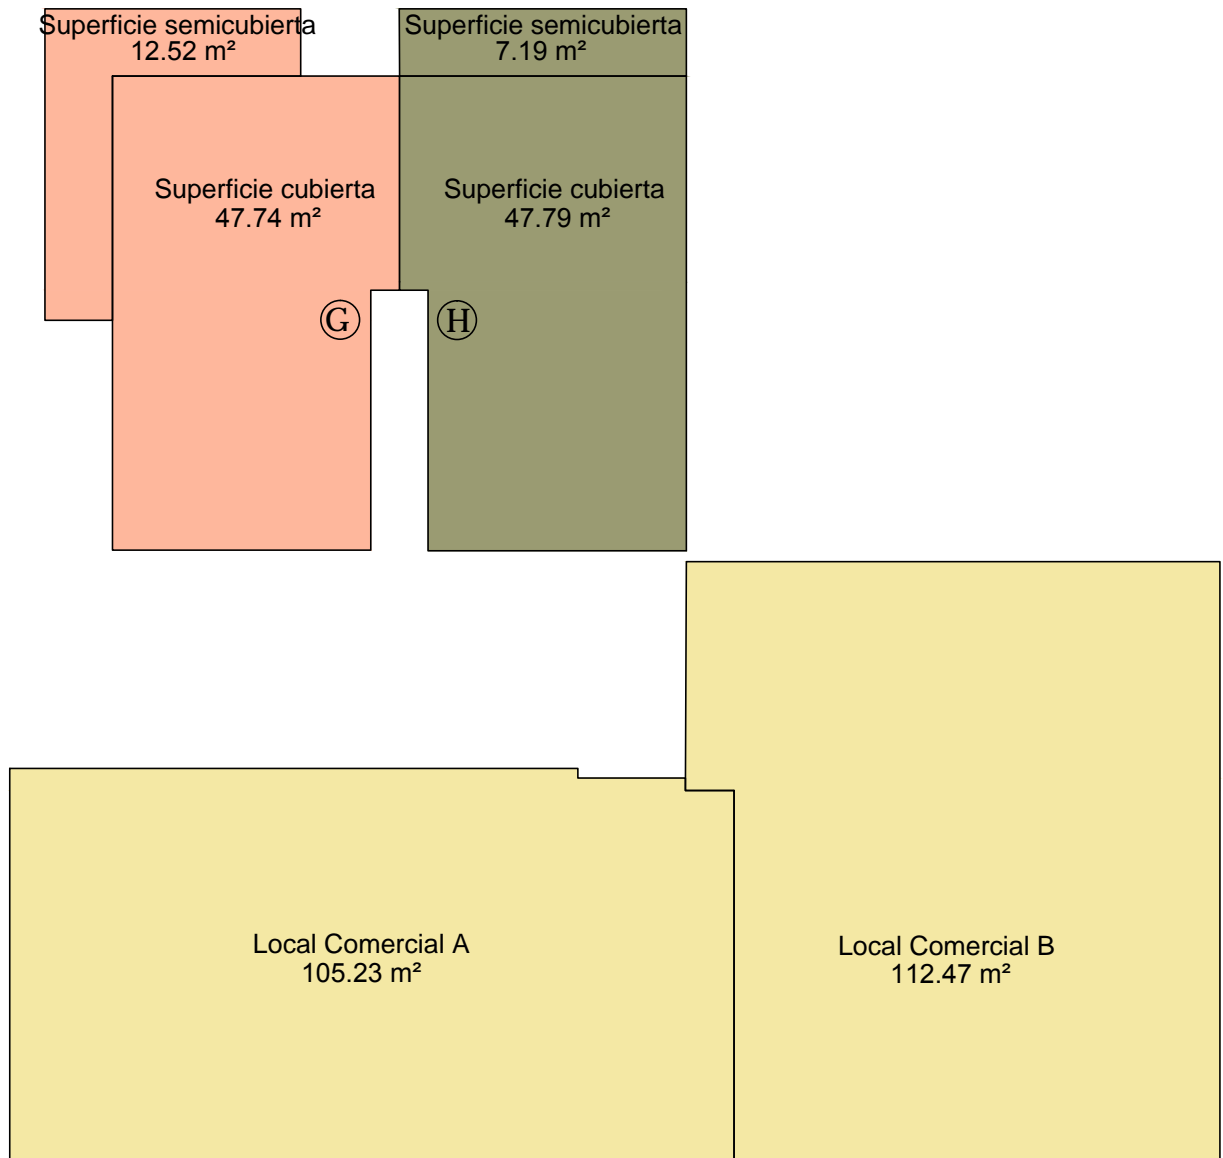 Superficie semicubierta
12.52 m²
Superficie semicubierta
7.19 m²
Superficie cubierta
47.74 m²
Superficie cubierta
47.79 m²
G
H
Local Comercial A
105.23 m²
Local Comercial B
112.47 m²